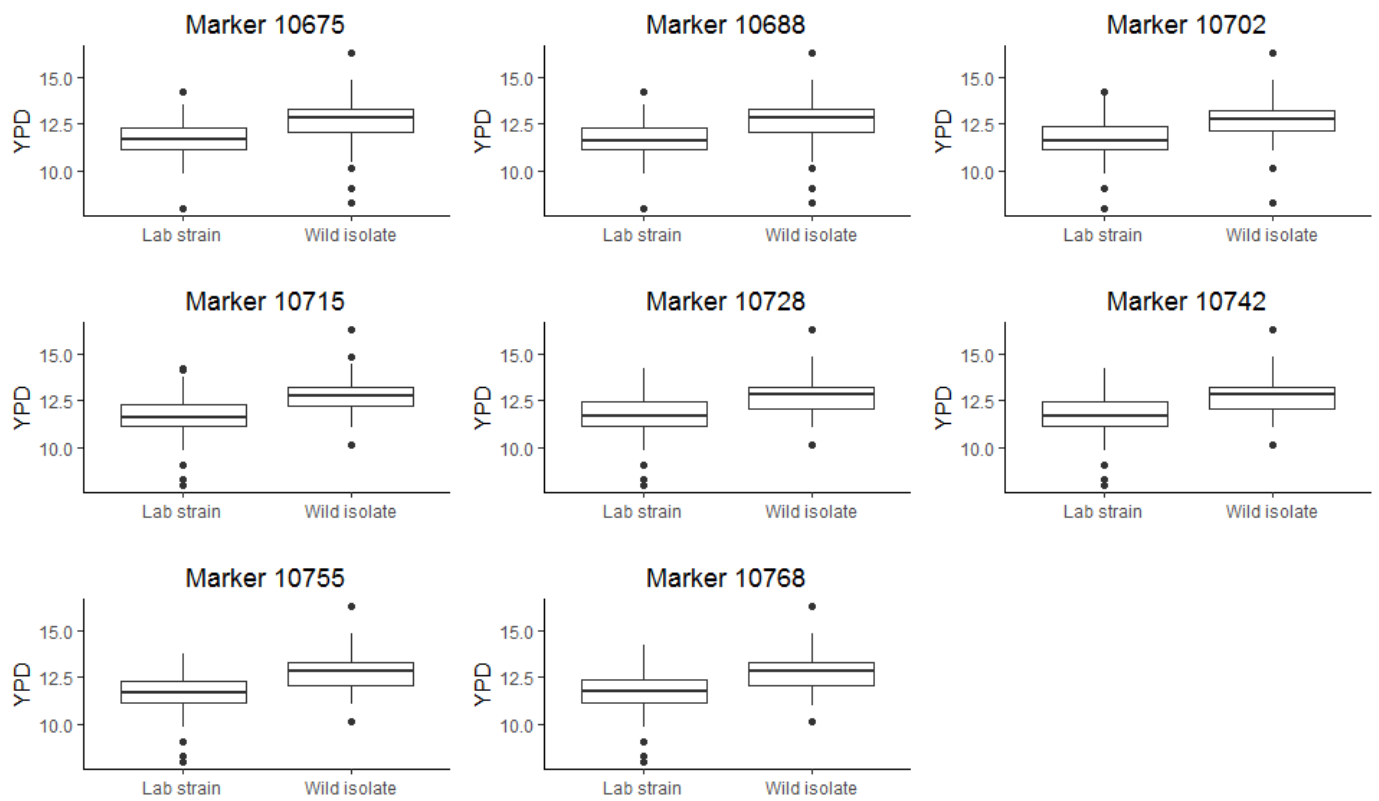 Marker 10675
Marker 10688
Marker 10702
YPD
15.0
12.5
10.0
Lab strain
Wild isolate
YPD
15.0
12.5
10.0
Lab strain
Wild isolate
YPD
15.0
12.5
10.0
Lab strain
Wild isolate
Marker 10715
Marker 10728
Marker 10742
YPD
15.0
12.5
10.0
Lab strain
Wild isolate
YPD
15.0
12.5
10.0
Lab strain
Wild isolate
YPD
15.0
12.5
10.0
Lab strain
Wild isolate
Marker 10755
Marker 10768
YPD
15.0
12.5
10.0
Lab strain
Wild isolate
YPD
15.0
12.5
10.0
Lab strain
Wild isolate